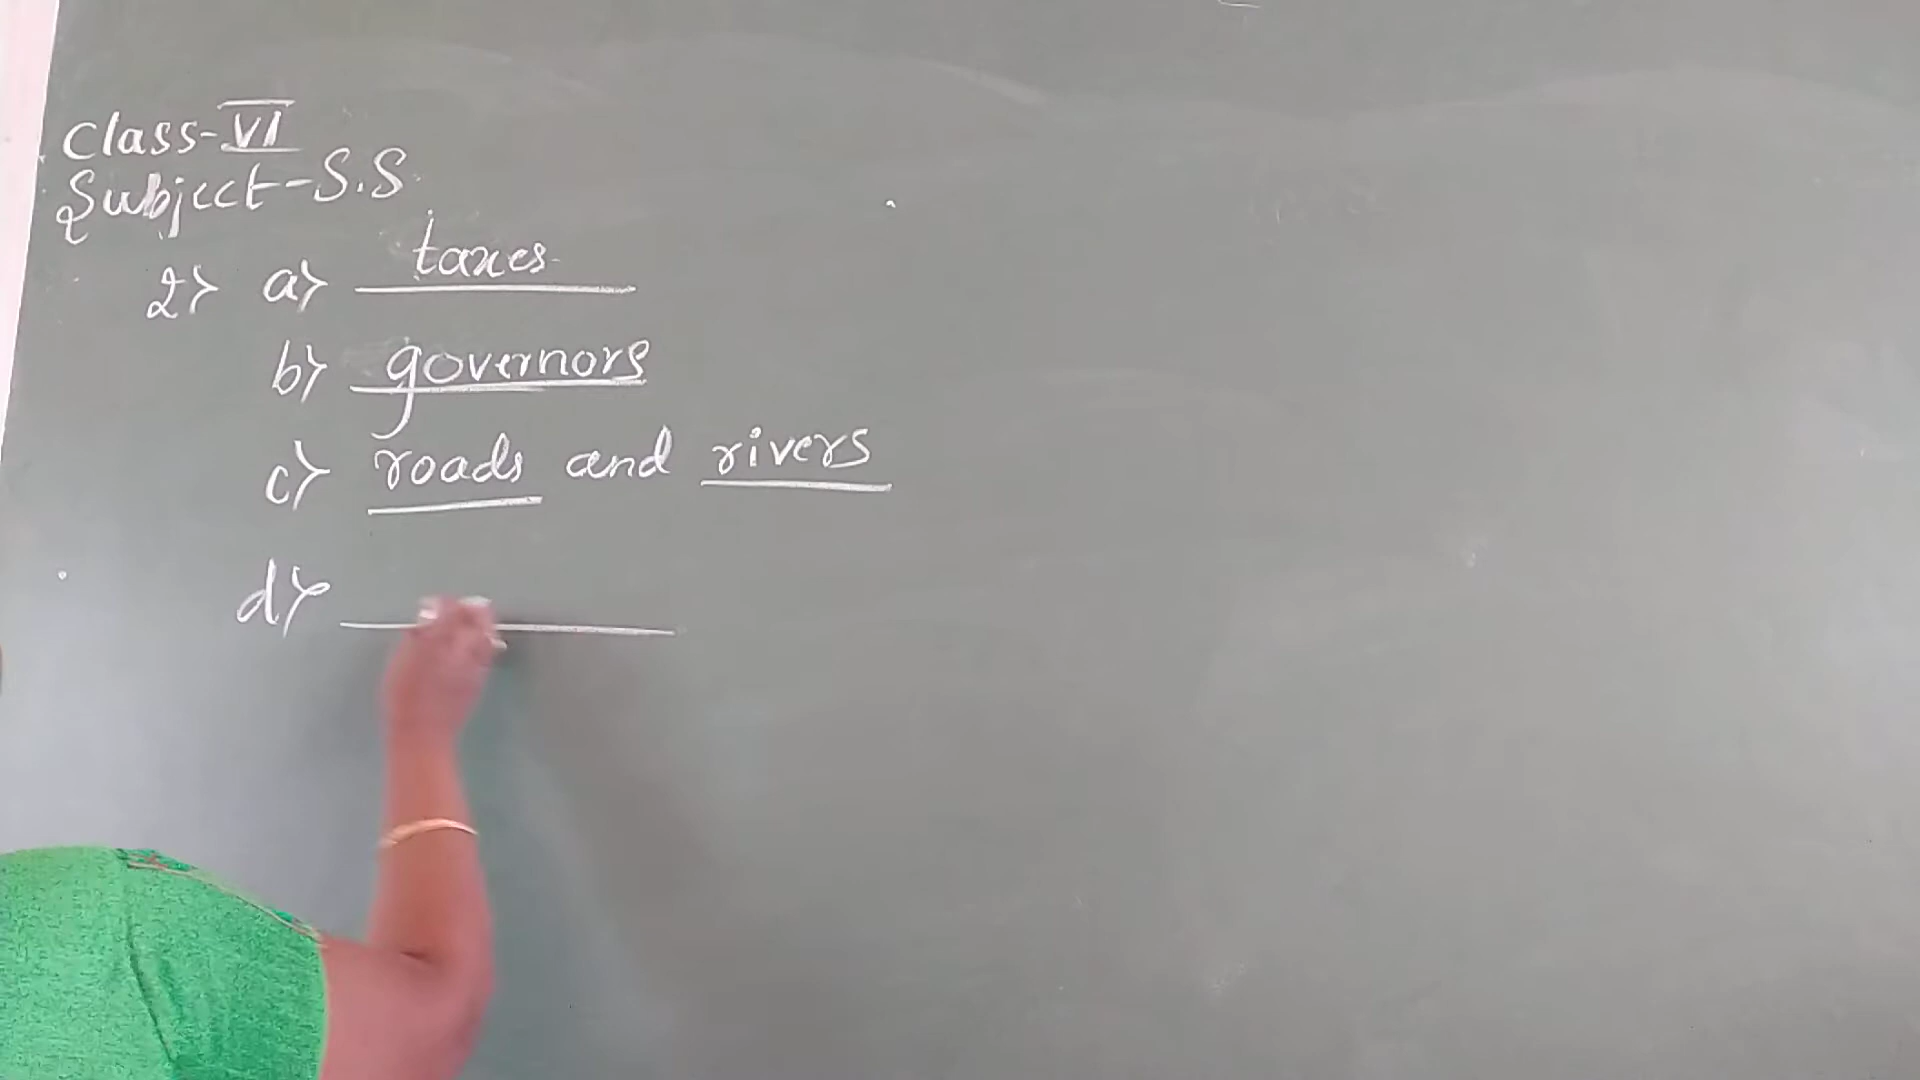 Class-VI
Subject-S.S
2> a> taxes
b> governors
c> roads and rivers
d>